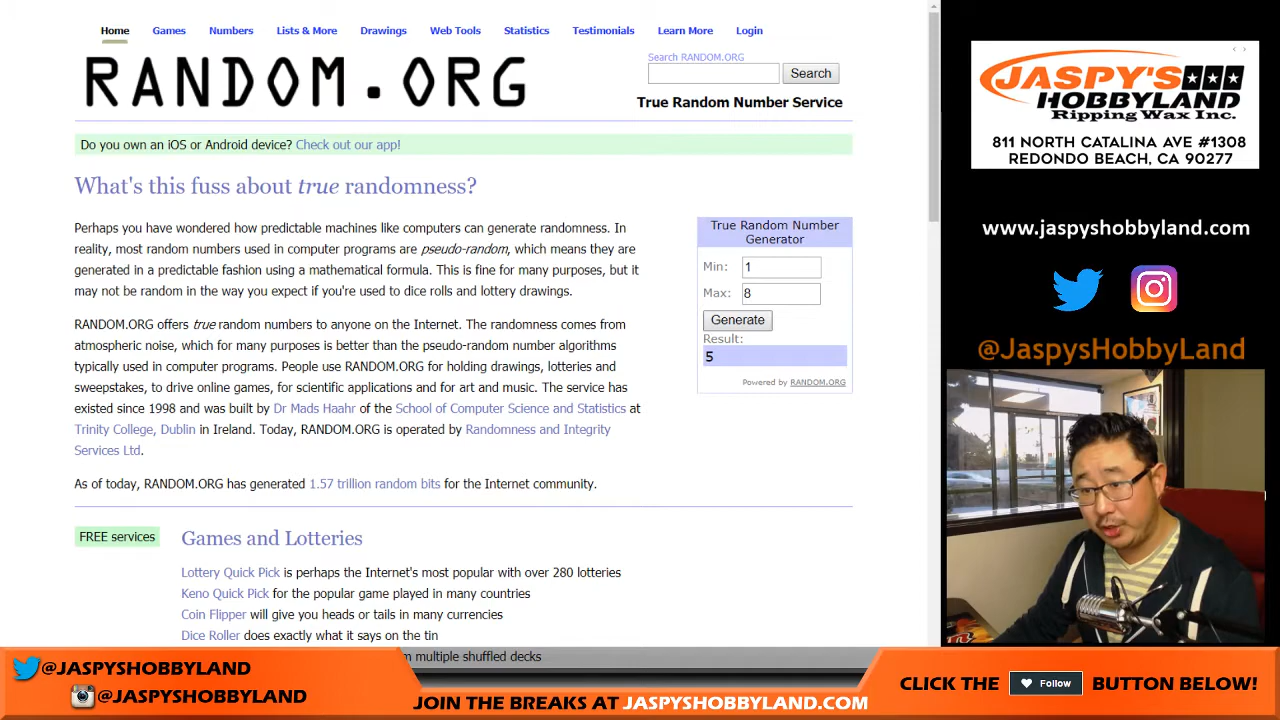 Home Games Numbers Lists & More Drawings Web Tools Statistics Testimonials Learn More Login
RANDOM.ORG
Search RANDOM.ORG
Search
True Random Number Service
Do you own an iOS or Android device? Check out our app!
What's this fuss about true randomness?
Perhaps you have wondered how predictable machines like computers can generate randomness. In
reality, most random numbers used in computer programs are pseudo-random, which means they are
generated in a predictable fashion using a mathematical formula. This is fine for many purposes, but it
may not be random in the way you expect if you're used to dice rolls and lottery drawings.
RANDOM.ORG offers true random numbers to anyone on the Internet. The randomness comes from
atmospheric noise, which for many purposes is better than the pseudo-random number algorithms
typically used in computer programs. People use RANDOM.ORG for holding drawings, lotteries and
sweepstakes, to drive online games, for scientific applications and for art and music. The service has
existed since 1998 and was built by Dr Mads Haahr of the School of Computer Science and Statistics at
Trinity College, Dublin in Ireland. Today, RANDOM.ORG is operated by Randomness and Integrity
Services Ltd.
As of today, RANDOM.ORG has generated 1.57 trillion random bits for the Internet community.
True Random Number
Generator
Min: 1
Max: 8
Generate
Result:
5
Powered by RANDOM.ORG
FREE services
Games and Lotteries
Lottery Quick Pick is perhaps the Internet's most popular with over 280 lotteries
Keno Quick Pick for the popular game played in many countries
Coin Flipper will give you heads or tails in many currencies
Dice Roller does exactly what it says on the tin
multiple shuffled decks
JASPY'S
HOBBYLAND
Ripping Wax Inc.
811 NORTH CATALINA AVE #1308
REDONDO BEACH, CA 90277
www.jaspyshobbyland.com
@JaspysHobbyLand
@JASPYSHOBBYLAND
@JASPYSHOBBYLAND
JOIN THE BREAKS AT JASPYSHOBBYLAND.COM
CLICK THE Follow BUTTON BELOW!